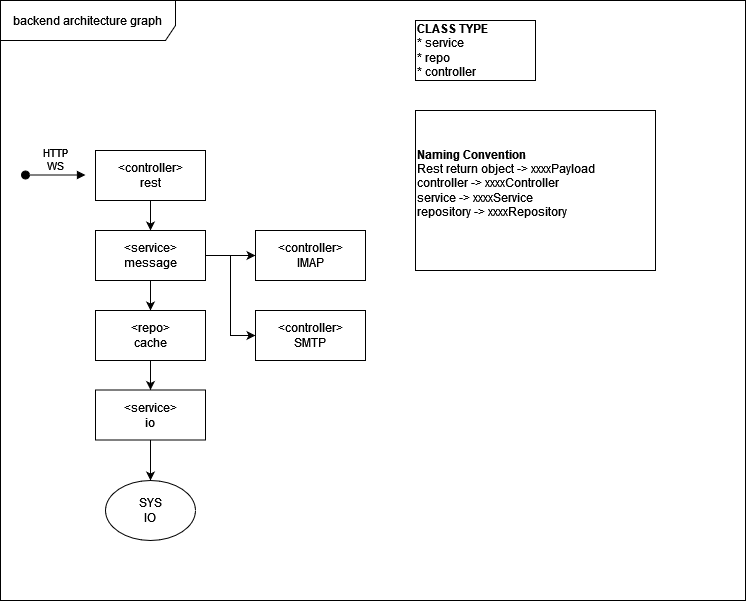 backend architecture graph
CLASS TYPE
* service
* repo
* controller
HTTP
WS
<controller>
rest
<service>
message
<controller>
IMAP
<repo>
cache
<controller>
SMTP
<service>
io
SYS
IO
Naming Convention
Rest return object -> xxxxPayload
controller -> xxxxController
service -> xxxxService
repository -> xxxxRepository